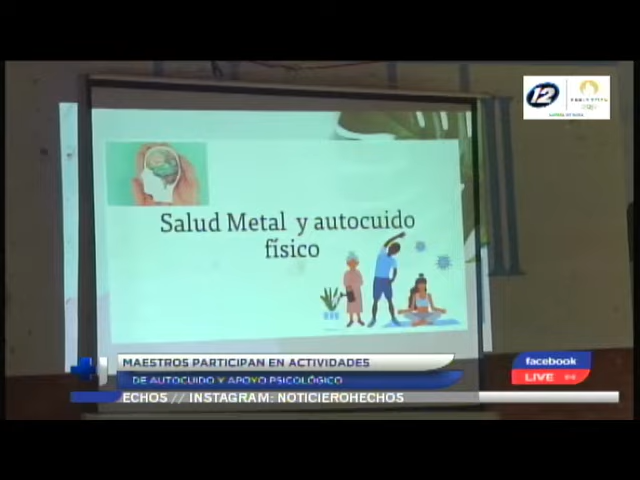 12
Salud Metal y autocuido
físico
MAESTROS PARTICIPAN EN ACTIVIDADES
DE AUTOCUIDO Y APOYO PSICOLÓGICO
ECHOS // INSTAGRAM: NOTICIEROHECHOS
facebook
LIVE